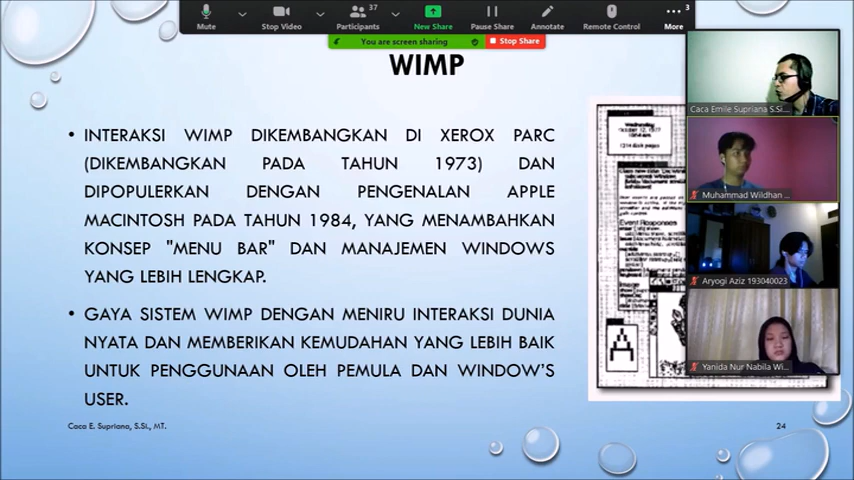 Mute
Stop Video
Participants
37
New Share
Pause Share
Annotate
Remote Control
More
3
You are screen sharing
Stop Share
WIMP
• INTERAKSI WIMP DIKEMBANGKAN DI XEROX PARC
(DIKEMBANGKAN PADA TAHUN 1973) DAN
DIPOPULERKAN DENGAN PENGENALAN APPLE
MACINTOSH PADA TAHUN 1984, YANG MENAMBAHKAN
KONSEP "MENU BAR" DAN MANAJEMEN WINDOWS
YANG LEBIH LENGKAP.
• GAYA SISTEM WIMP DENGAN MENIRU INTERAKSI DUNIA
NYATA DAN MEMBERIKAN KEMUDAHAN YANG LEBIH BAIK
UNTUK PENGGUNAAN OLEH PEMULA DAN WINDOW'S
USER.
Caca E. Supriana, S.Si., MT.
24
Caca Emile Supriana S.Si...
Muhammad Wildhan ...
Aryogi Aziz 193040023
Yanida Nur Nabila Wi...
Event Responses